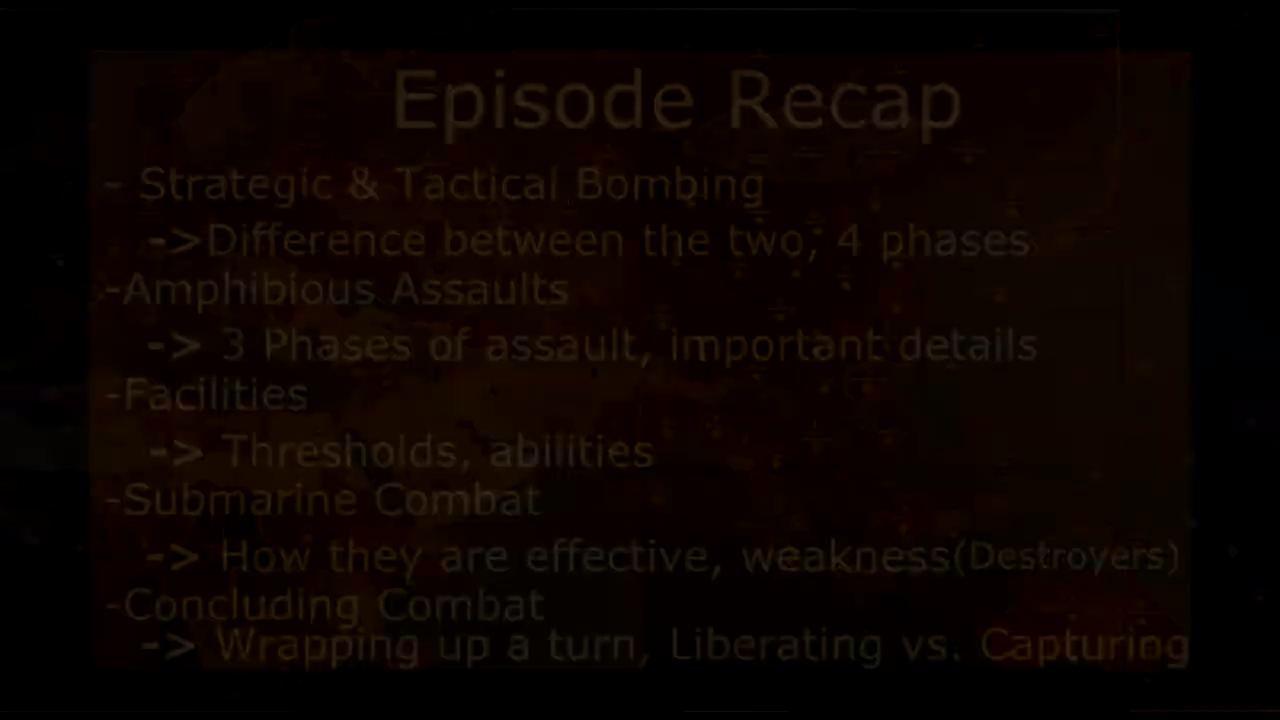 Episode Recap
- Strategic & Tactical Bombing
->Difference between the two, 4 phases
-Amphibious Assaults
-> 3 Phases of assault, important details
-Facilities
-> Thresholds, abilities
-Submarine Combat
-> How they are effective, weakness(Destroyers)
-Concluding Combat
-> Wrapping up a turn, Liberating vs. Capturing